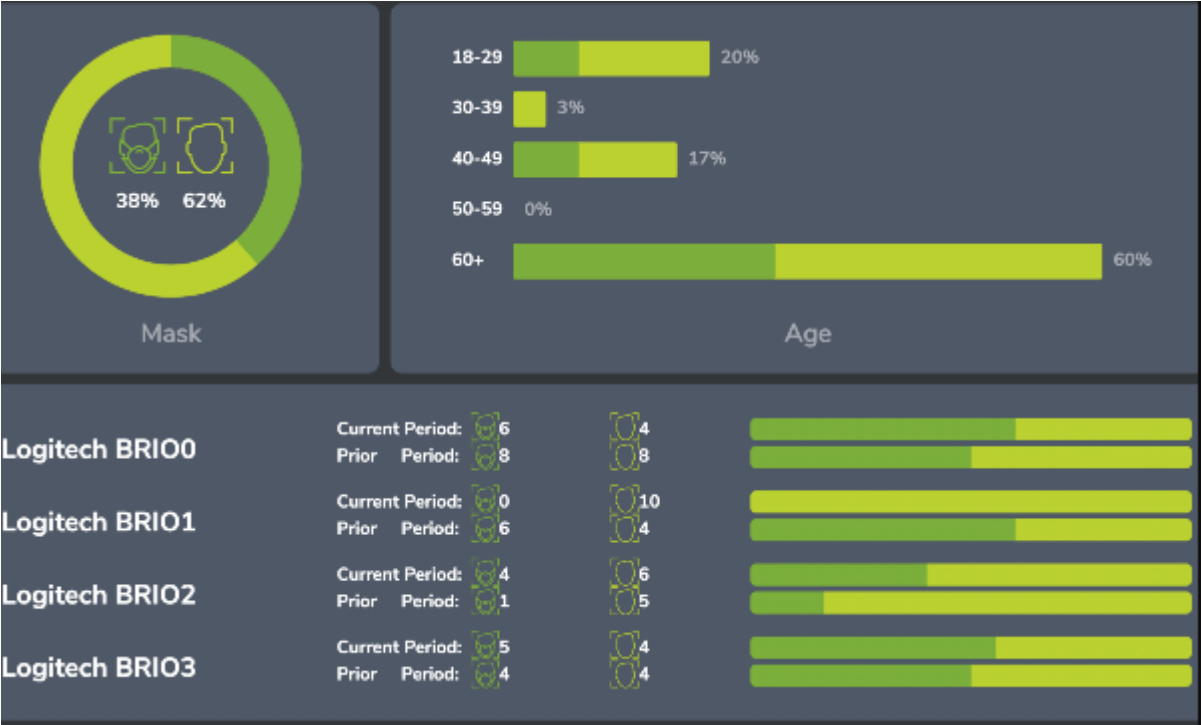 38% 62%
Mask
18-29 20%
30-39 3%
40-49 17%
50-59 0%
60+ 60%
Age
Logitech BRIO0
Current Period: 6 4
Prior Period: 8 8
Logitech BRIO1
Current Period: 0 10
Prior Period: 6 4
Logitech BRIO2
Current Period: 4 6
Prior Period: 1 5
Logitech BRIO3
Current Period: 5 4
Prior Period: 4 4